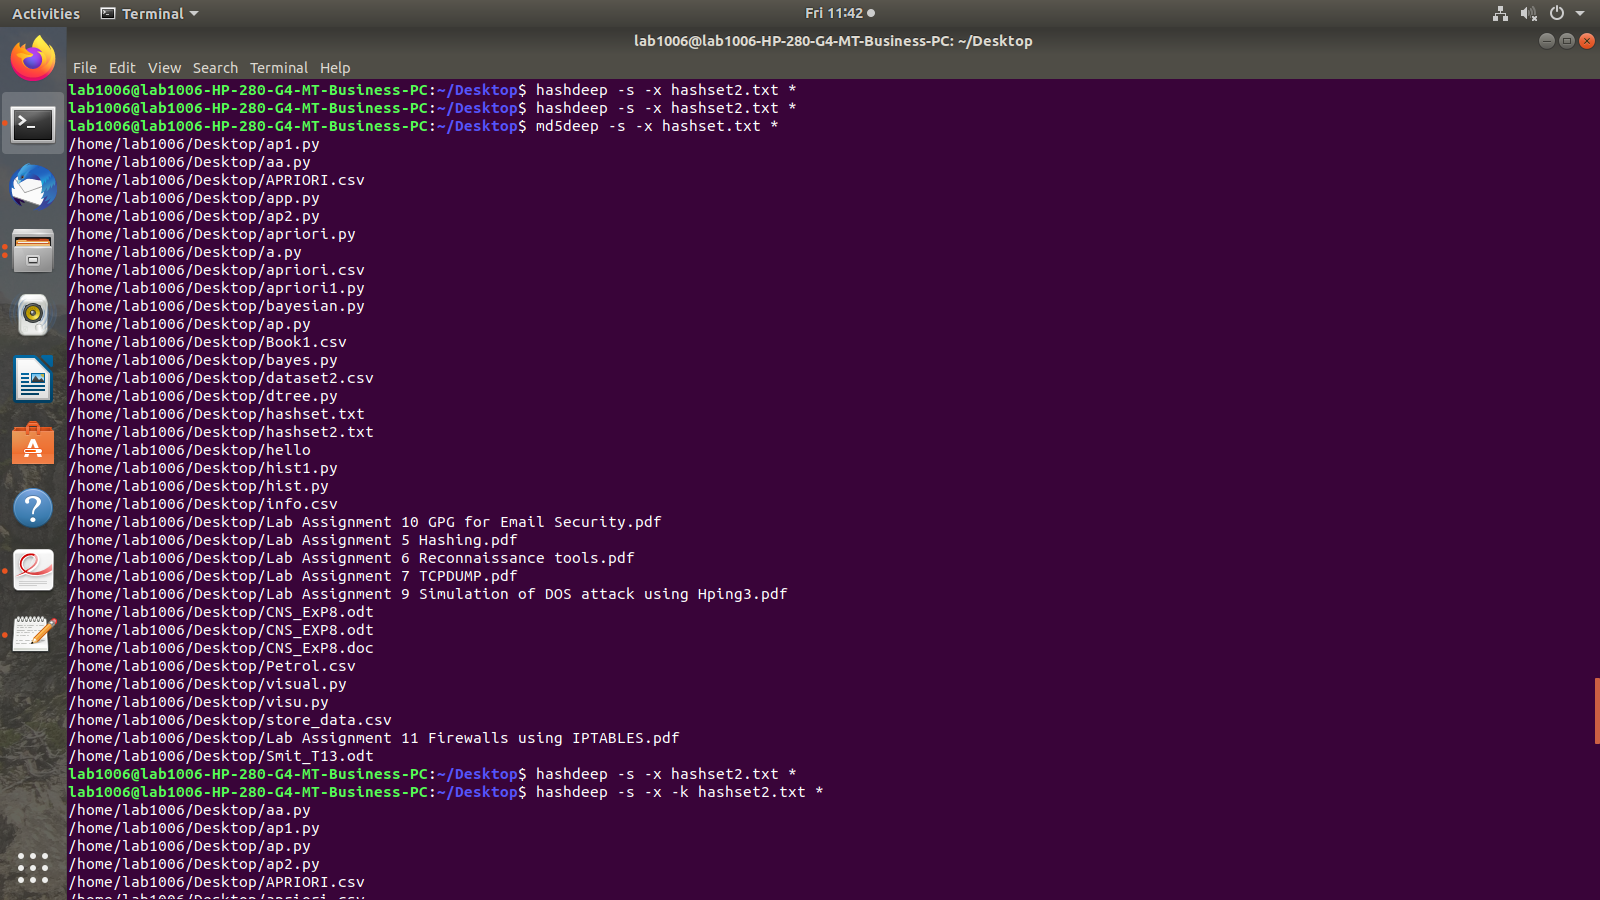 Activities Terminal Fri 11:42
lab1006@lab1006-HP-280-G4-MT-Business-PC: ~/Desktop
File Edit View Search Terminal Help
lab1006@lab1006-HP-280-G4-MT-Business-PC:~/Desktop$ hashdeep -s -x hashset2.txt *
lab1006@lab1006-HP-280-G4-MT-Business-PC:~/Desktop$ hashdeep -s -x hashset2.txt *
lab1006@lab1006-HP-280-G4-MT-Business-PC:~/Desktop$ md5deep -s -x hashset.txt *
/home/lab1006/Desktop/ap1.py
/home/lab1006/Desktop/aa.py
/home/lab1006/Desktop/APRIORI.csv
/home/lab1006/Desktop/app.py
/home/lab1006/Desktop/ap2.py
/home/lab1006/Desktop/apriori.py
/home/lab1006/Desktop/a.py
/home/lab1006/Desktop/apriori.csv
/home/lab1006/Desktop/apriori1.py
/home/lab1006/Desktop/bayesian.py
/home/lab1006/Desktop/ap.py
/home/lab1006/Desktop/Book1.csv
/home/lab1006/Desktop/bayes.py
/home/lab1006/Desktop/dataset2.csv
/home/lab1006/Desktop/dtree.py
/home/lab1006/Desktop/hashset.txt
/home/lab1006/Desktop/hashset2.txt
/home/lab1006/Desktop/hello
/home/lab1006/Desktop/hist1.py
/home/lab1006/Desktop/hist.py
/home/lab1006/Desktop/info.csv
/home/lab1006/Desktop/Lab Assignment 10 GPG for Email Security.pdf
/home/lab1006/Desktop/Lab Assignment 5 Hashing.pdf
/home/lab1006/Desktop/Lab Assignment 6 Reconnaissance tools.pdf
/home/lab1006/Desktop/Lab Assignment 7 TCPDUMP.pdf
/home/lab1006/Desktop/Lab Assignment 9 Simulation of DOS attack using Hping3.pdf
/home/lab1006/Desktop/CNS_ExP8.odt
/home/lab1006/Desktop/CNS_EXP8.odt
/home/lab1006/Desktop/CNS_ExP8.doc
/home/lab1006/Desktop/Petrol.csv
/home/lab1006/Desktop/visual.py
/home/lab1006/Desktop/visu.py
/home/lab1006/Desktop/store_data.csv
/home/lab1006/Desktop/Lab Assignment 11 Firewalls using IPTABLES.pdf
/home/lab1006/Desktop/Smit_T13.odt
lab1006@lab1006-HP-280-G4-MT-Business-PC:~/Desktop$ hashdeep -s -x hashset2.txt *
lab1006@lab1006-HP-280-G4-MT-Business-PC:~/Desktop$ hashdeep -s -x -k hashset2.txt *
/home/lab1006/Desktop/aa.py
/home/lab1006/Desktop/ap1.py
/home/lab1006/Desktop/ap.py
/home/lab1006/Desktop/ap2.py
/home/lab1006/Desktop/APRIORI.csv
/home/lab1006/Desktop/apriori.csv